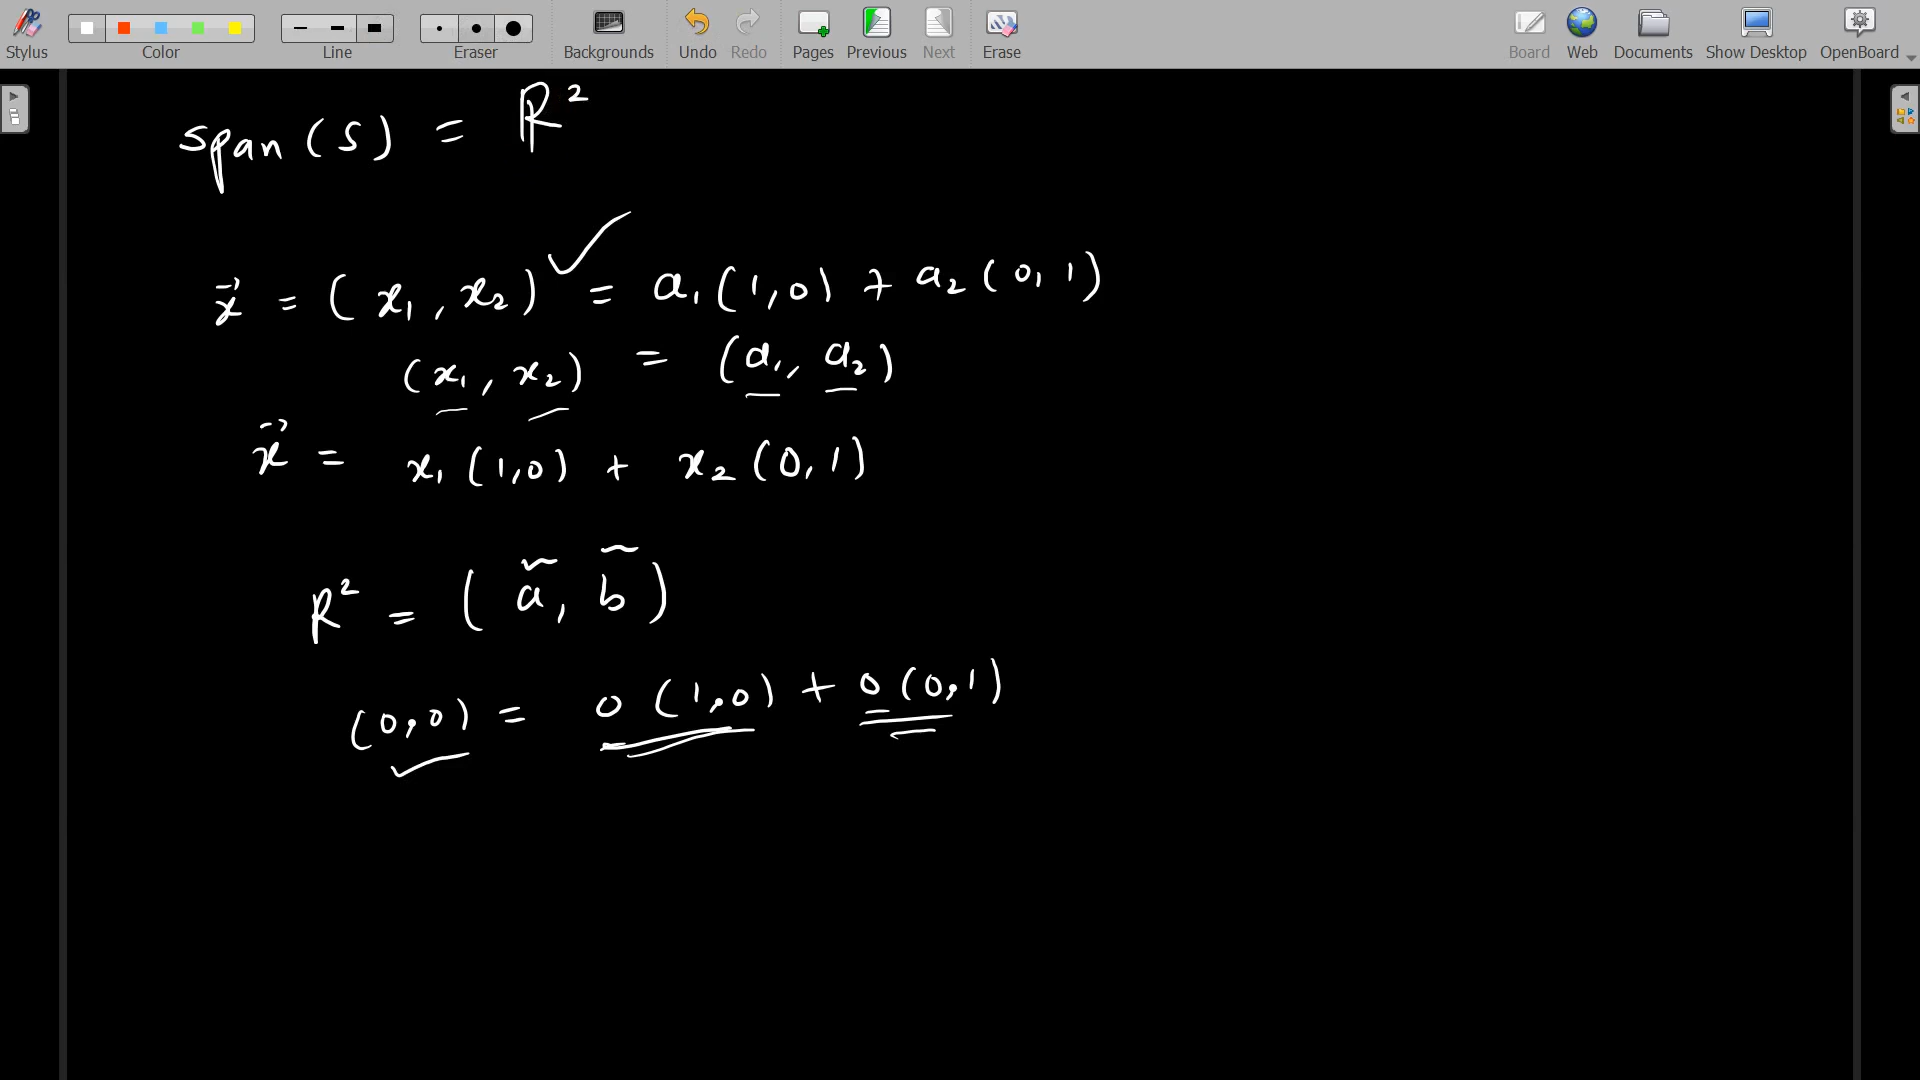 Stylus Color Line Eraser Backgrounds Undo Redo Pages Previous Next Erase Board Web Documents Show Desktop OpenBoard
span (S) = ℝ²
x⃗ = (x₁, x₂) = a₁(1,0) + a₂(0,1)
(x₁, x₂) = (a₁, a₂)
x⃗ = x₁(1,0) + x₂(0,1)
R² = (a, b)
(0,0) = 0(1,0) + 0(0,1)